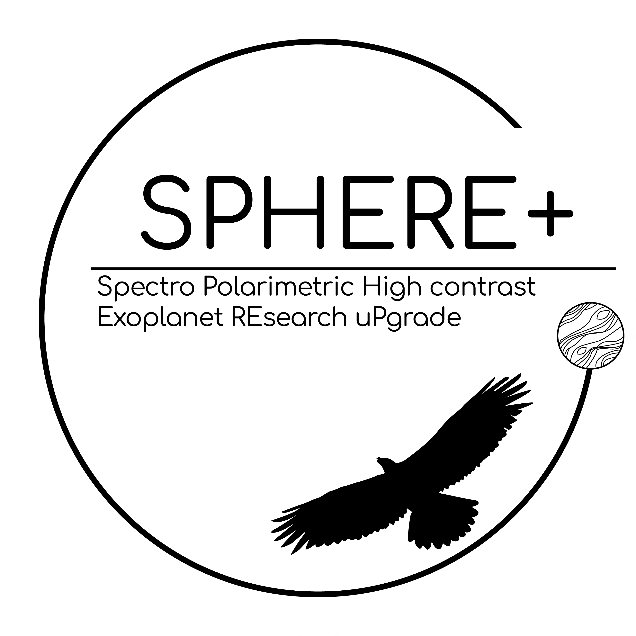 SPHERE+
Spectro Polarimetric High contrast
Exoplanet REsearch uPgrade